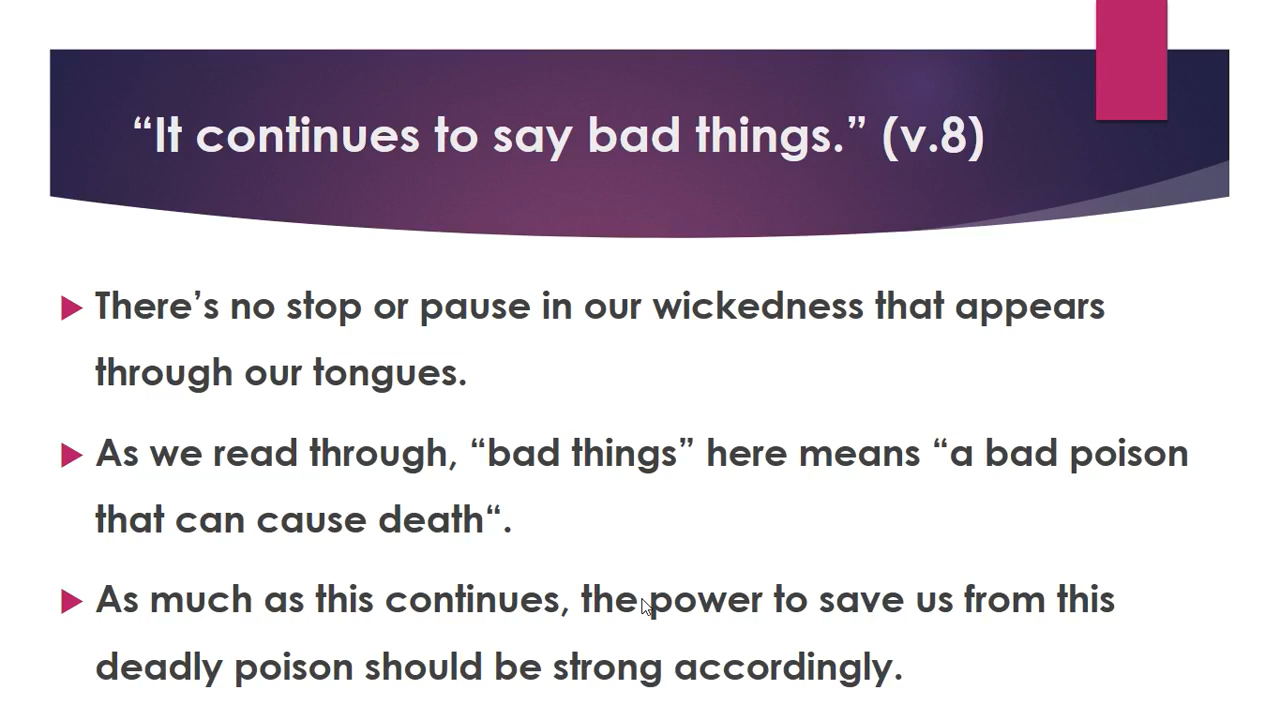 “It continues to say bad things.” (v.8)
There’s no stop or pause in our wickedness that appears
through our tongues.
As we read through, “bad things” here means “a bad poison
that can cause death“.
As much as this continues, the power to save us from this
deadly poison should be strong accordingly.